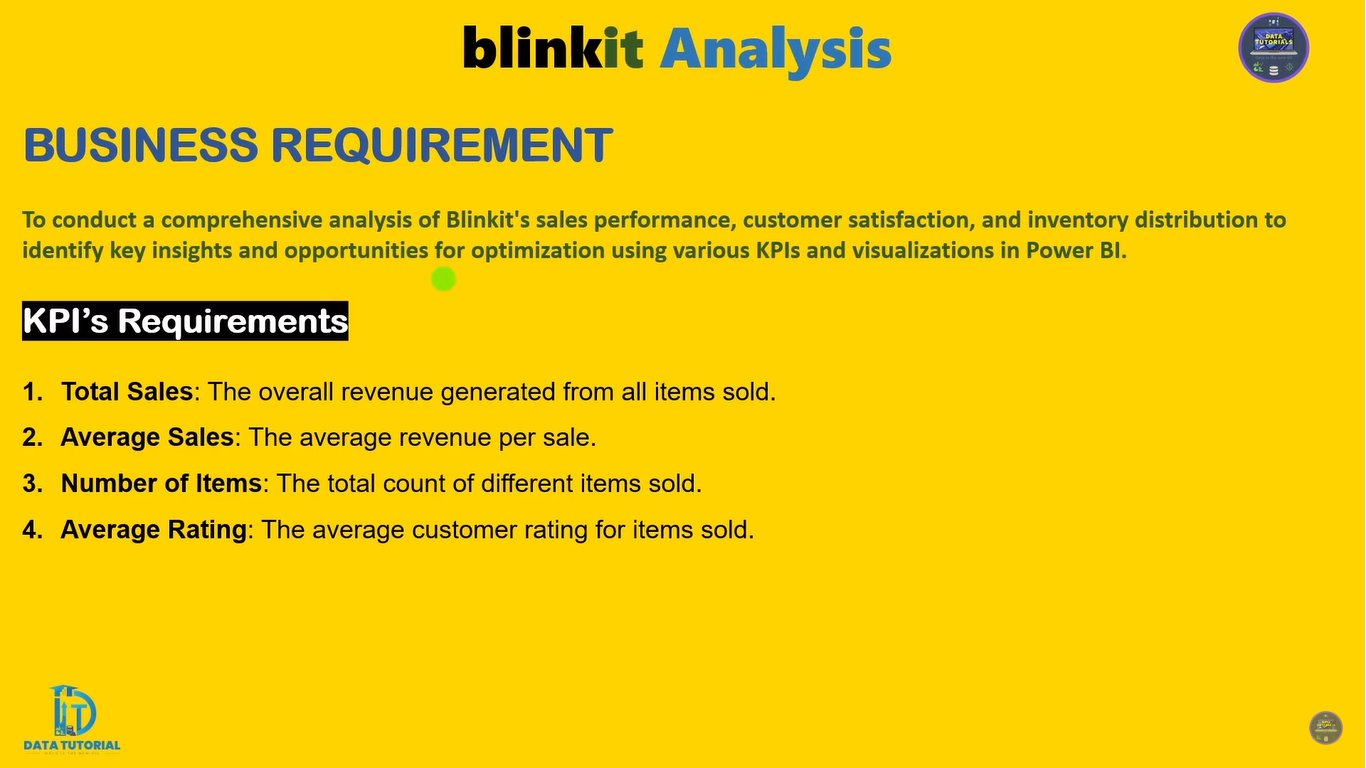 blinkit Analysis
DATA
TUTORIALS
BUSINESS REQUIREMENT
To conduct a comprehensive analysis of Blinkit's sales performance, customer satisfaction, and inventory distribution to
identify key insights and opportunities for optimization using various KPIs and visualizations in Power BI.
KPI’s Requirements
1. Total Sales: The overall revenue generated from all items sold.
2. Average Sales: The average revenue per sale.
3. Number of Items: The total count of different items sold.
4. Average Rating: The average customer rating for items sold.
DATA TUTORIAL